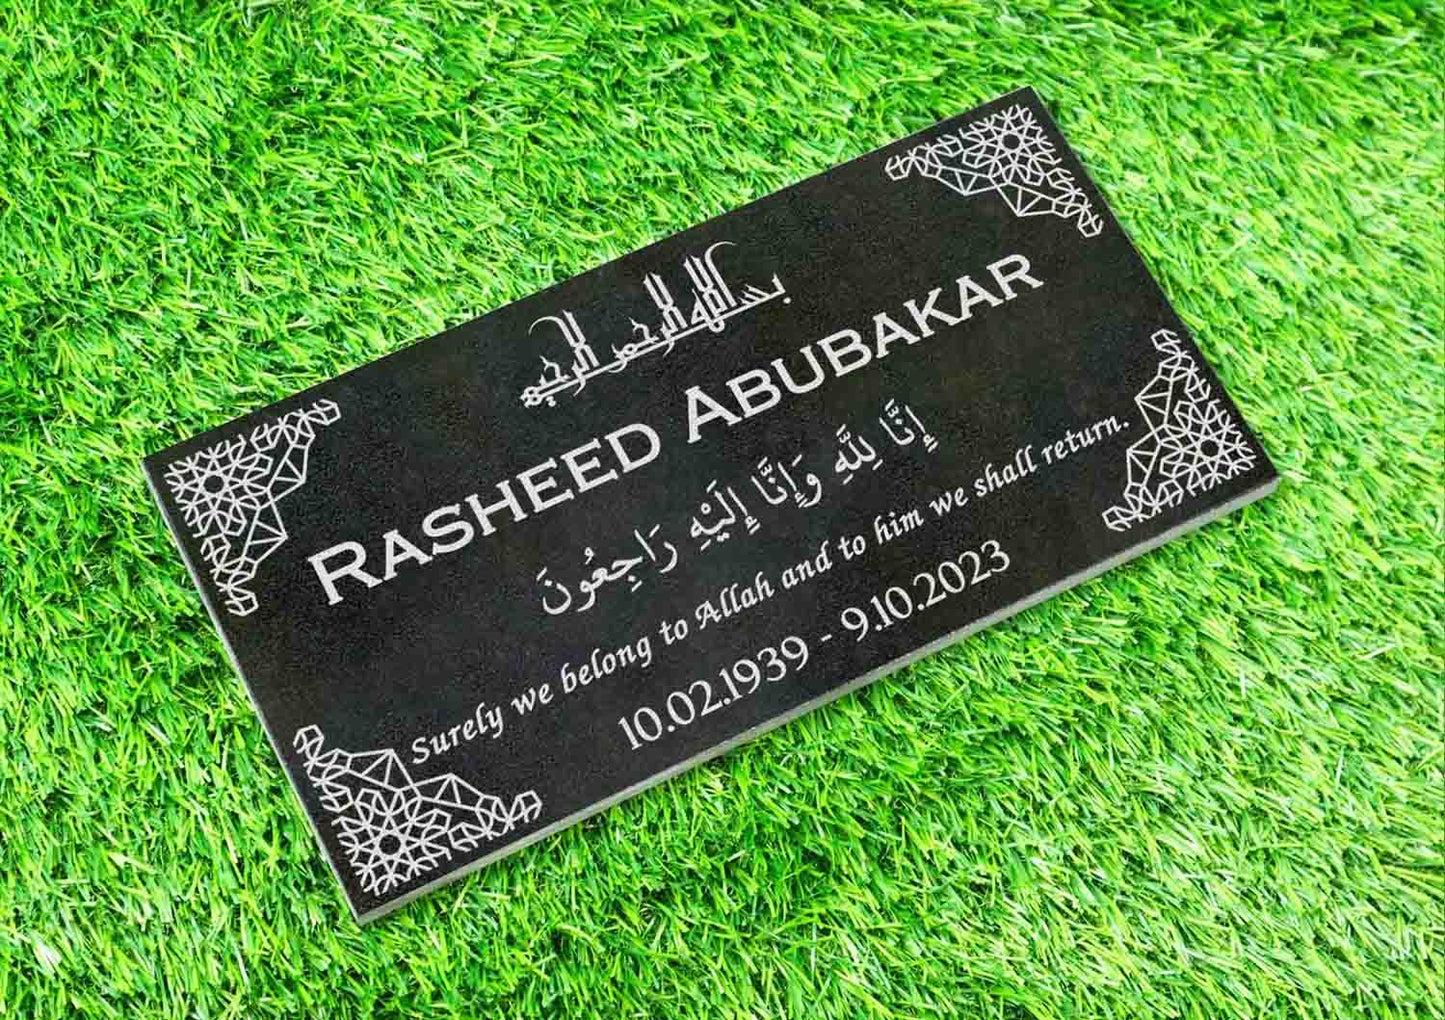 بسم الله الرحمن الرحيم
RASHEED ABUBAKAR
إِنَّا لِلَّهِ وَإِنَّا إِلَيْهِ رَاجِعُونَ
Surely we belong to Allah and to him we shall return.
10.02.1939 - 9.10.2023